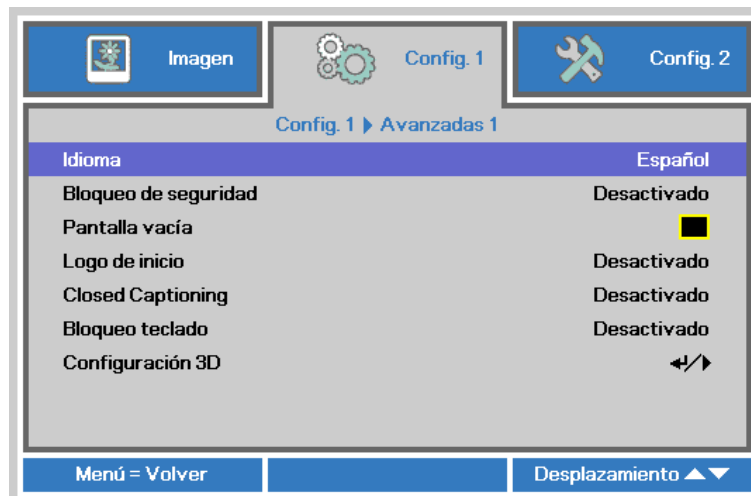 Imagen Config. 1 Config. 2
Config. 1 Avanzadas 1
Idioma Español
Bloqueo de seguridad Desactivado
Pantalla vacía
Logo de inicio Desactivado
Closed Captioning Desactivado
Bloqueo teclado Desactivado
Configuración 3D
Menú = Volver Desplazamiento